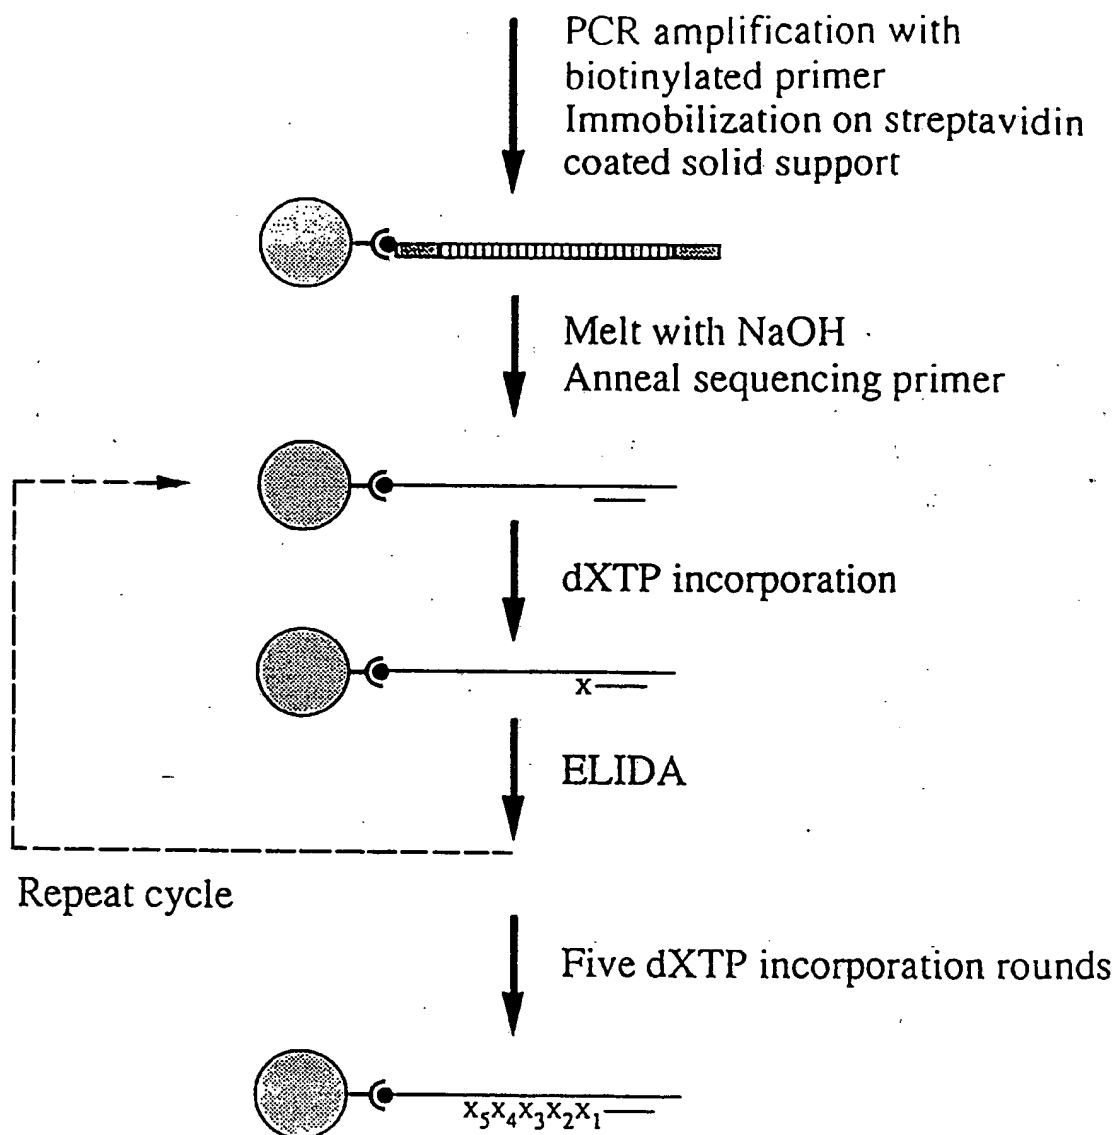 PCR amplification with
biotinylated primer
Immobilization on streptavidin
coated solid support
Melt with NaOH
Anneal sequencing primer
dXTP incorporation
x
ELIDA
Repeat cycle
Five dXTP incorporation rounds
x₅x₄x₃x₂x₁